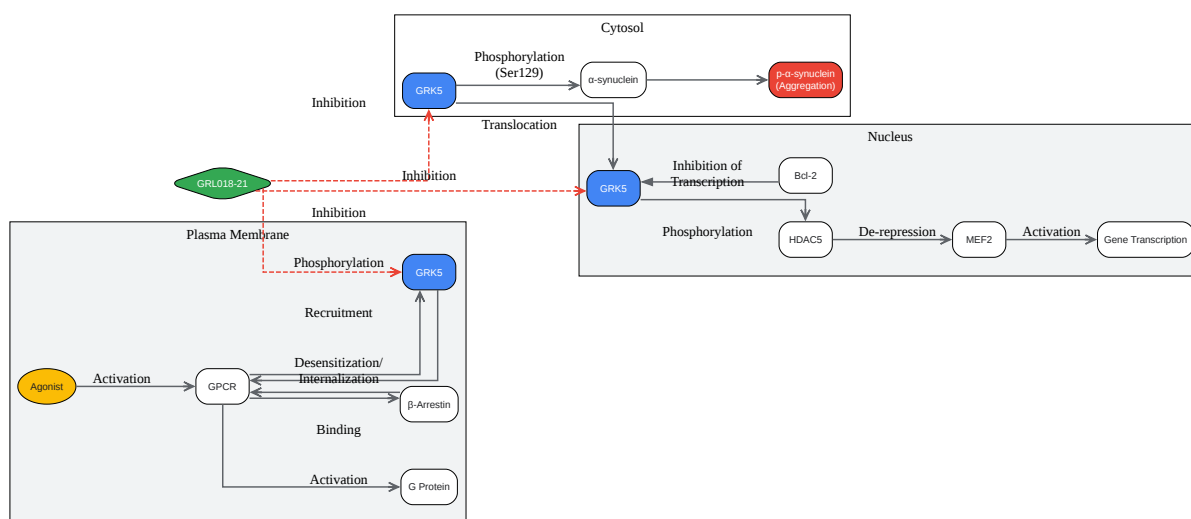 Cytosol
Phosphorylation
(Ser129)
GRK5
α-synuclein
p-α-synuclein
(Aggregation)
Inhibition
Translocation
Nucleus
GRL018-21
Inhibition
GRK5
Inhibition of
Transcription
Bcl-2
Inhibition
Phosphorylation
HDAC5
De-repression
MEF2
Activation
Gene Transcription
Plasma Membrane
Phosphorylation
GRK5
Recruitment
Desensitization/
Internalization
Agonist
Activation
GPCR
β-Arrestin
Binding
Activation
G Protein